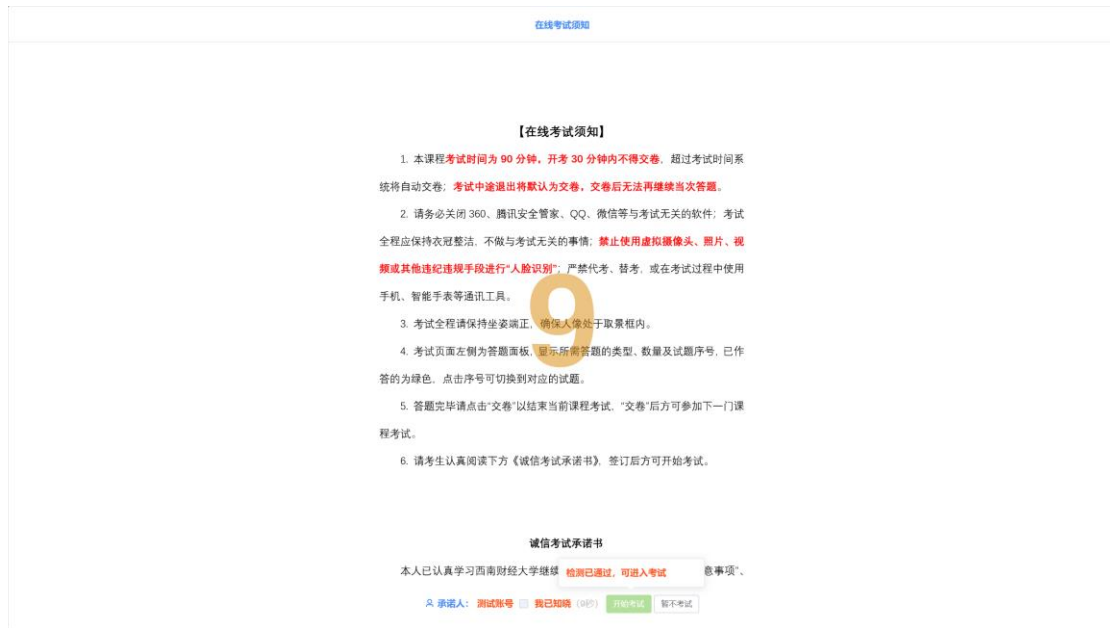 在线考试须知
【在线考试须知】
1. 本课程考试时间为 90 分钟，开考 30 分钟内不得交卷，超过考试时间系
统将自动交卷；考试中途退出将默认为交卷，交卷后无法再继续当次答题。
2. 请务必关闭 360、腾讯安全管家、QQ、微信等与考试无关的软件；考试
全程应保持衣冠整洁，不做与考试无关的事情；禁止使用虚拟摄像头、照片、视
频或其他违纪违规手段进行“人脸识别”；严禁代考、替考，或在考试过程中使用
手机、智能手表等通讯工具。
9
3. 考试全程请保持坐姿端正，确保人像处于取景框内。
4. 考试页面左侧为答题面板，显示所需答题的类型、数量及试题序号，已作
答的为绿色，点击序号可切换到对应的试题。
5. 答题完毕请点击“交卷”以结束当前课程考试，“交卷”后方可参加下一门课
程考试。
6. 请考生认真阅读下方《诚信考试承诺书》，签订后方可开始考试。
诚信考试承诺书
本人已认真学习西南财经大学继续 检测已通过，可进入考试 意事项”、
承诺人： 测试账号 我已知晓 (9秒) 开始考试 暂不考试